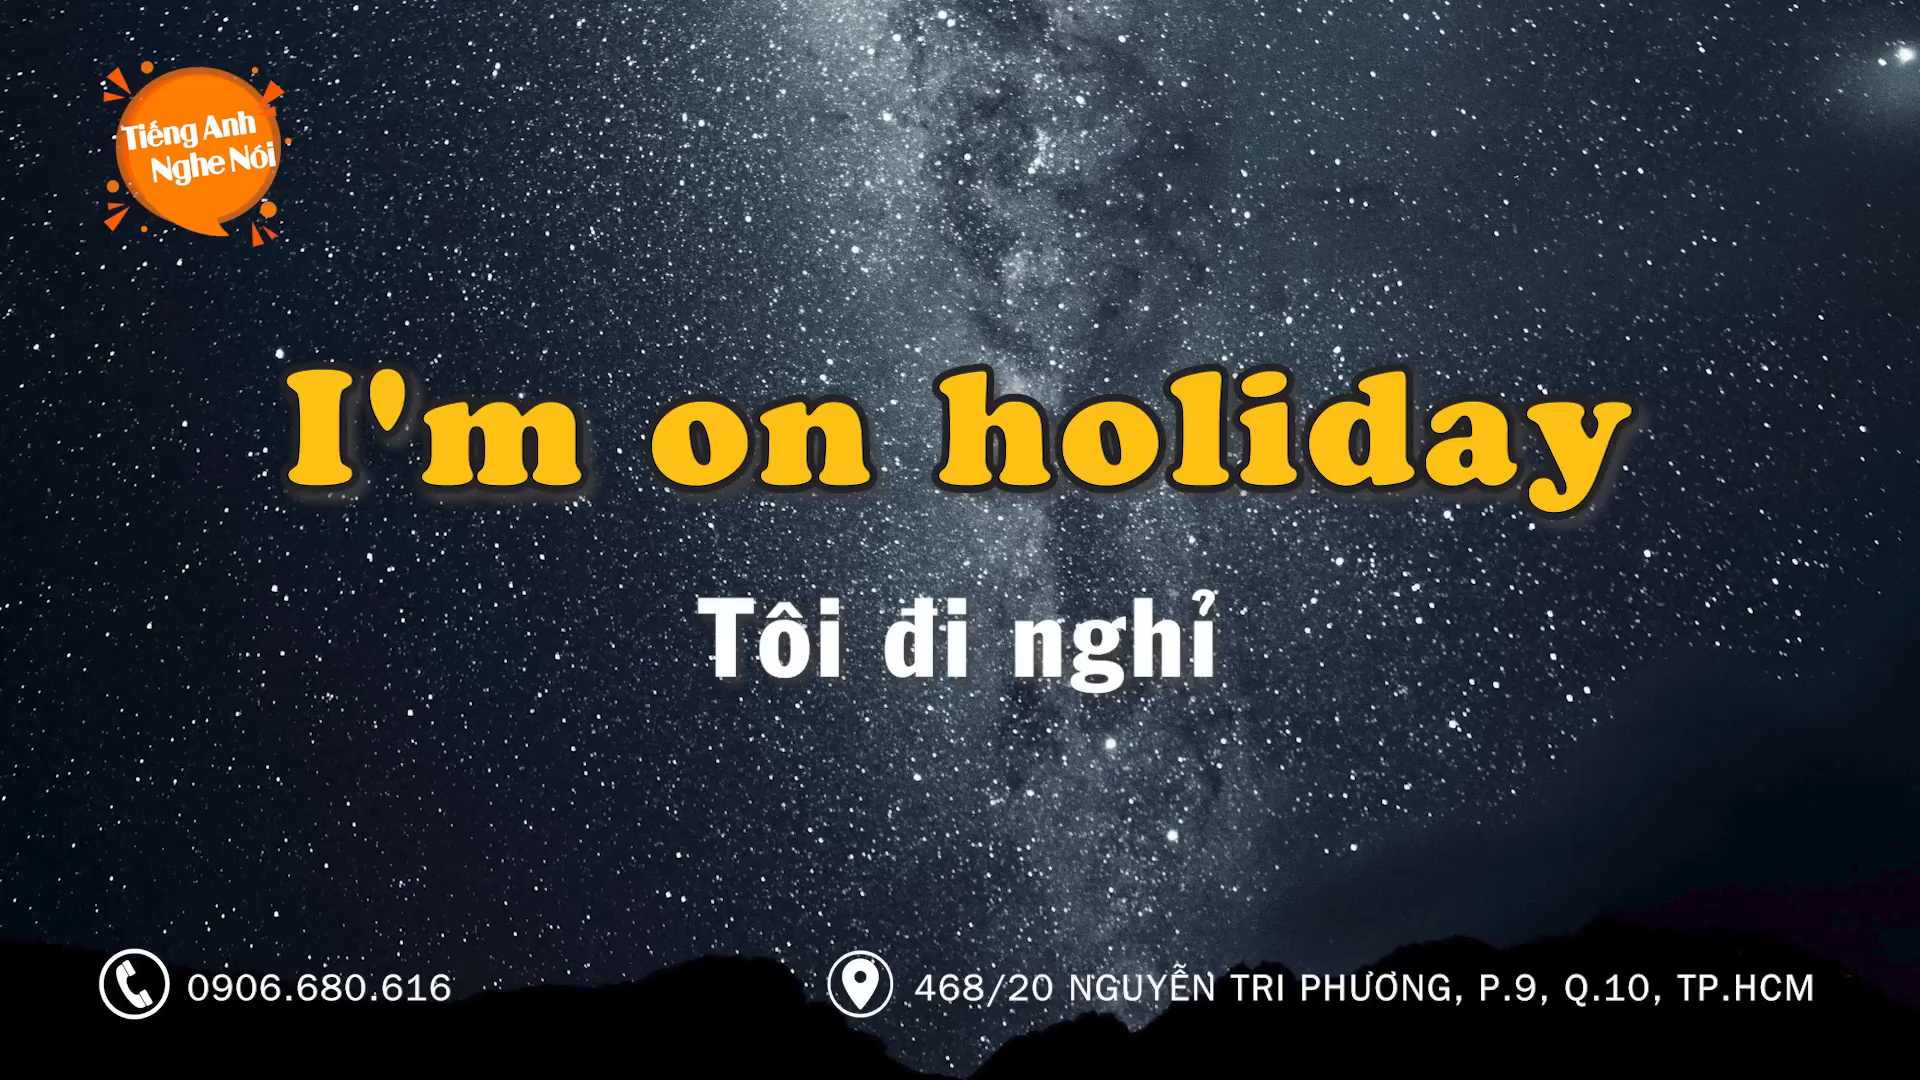 Tiếng Anh
Nghe Nói
I'm on holiday
Tôi đi nghỉ
0906.680.616
468/20 NGUYỄN TRI PHƯƠNG, P.9, Q.10, TP.HCM